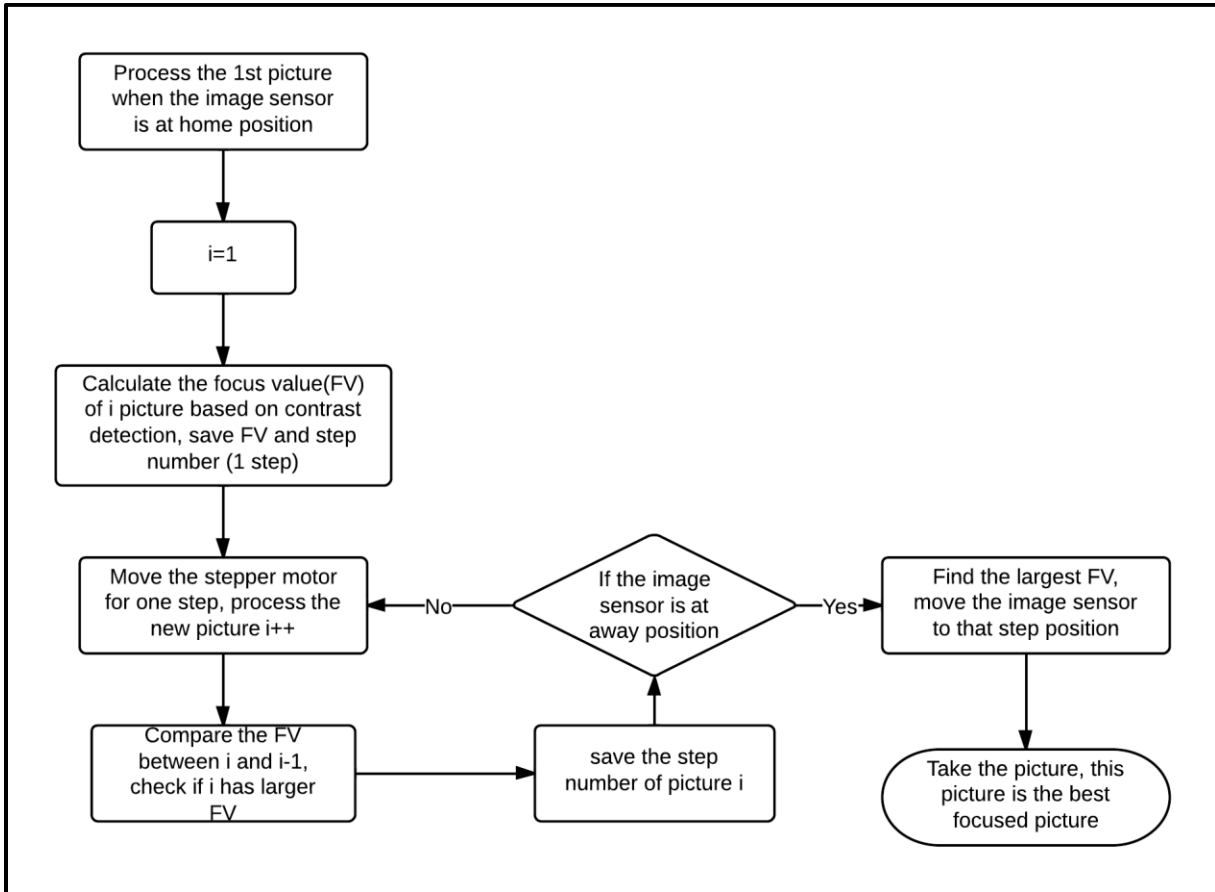 Process the 1st picture
when the image sensor
is at home position
i=1
Calculate the focus value(FV)
of i picture based on contrast
detection, save FV and step
number (1 step)
Move the stepper motor
for one step, process the
new picture i++
Compare the FV
between i and i-1,
check if i has larger
FV
save the step
number of picture i
If the image
sensor is at
away position
No
Yes
Find the largest FV,
move the image sensor
to that step position
Take the picture, this
picture is the best
focused picture